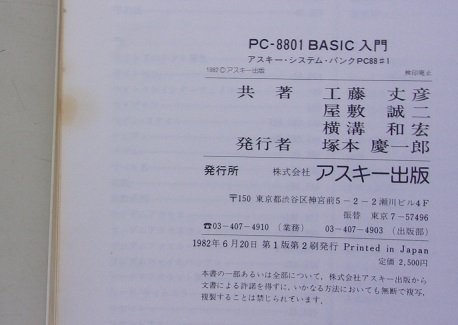 PC-8801 BASIC 入門
アスキー・システム・バンクPC88♯1
1982©アスキー出版 検印廃止
共著 工藤丈彦
屋敷誠二
横溝和宏
発行者 塚本慶一郎
発行所 株式会社 アスキー出版
〒150 東京都渋谷区神宮前5-2-2瀬川ビル4F
振替 東京7-57496
☎03-407-4910 (業務) 03-407-4903 (出版部)
1982年6月20日 第1版第2刷発行 Printed in Japan
定価 2,500円
本書の一部あるいは全部について、株式会社アスキー出版から
文書による許諾を得ずに、いかなる方法においても無断で複写、
複製することは禁じられています。